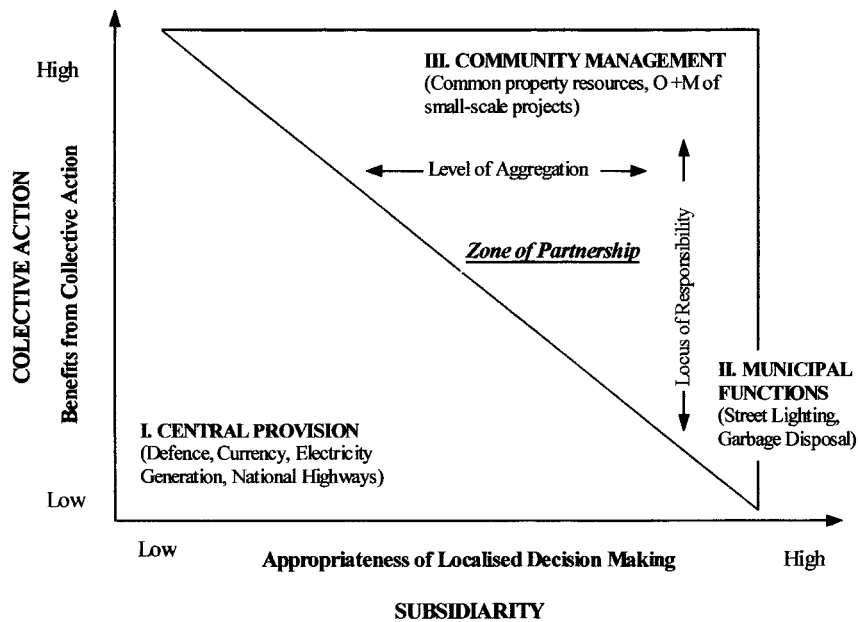 High
III. COMMUNITY MANAGEMENT
(Common property resources, O +M of
small-scale projects)
Level of Aggregation
Zone of Partnership
Locus of Responsibility
COLECTIVE ACTION
Benefits from Collective Action
II. MUNICIPAL
FUNCTIONS
(Street Lighting,
Garbage Disposal)
I. CENTRAL PROVISION
(Defence, Currency, Electricity
Generation, National Highways)
Low
Low
Appropriateness of Localised Decision Making
High
SUBSIDIARITY